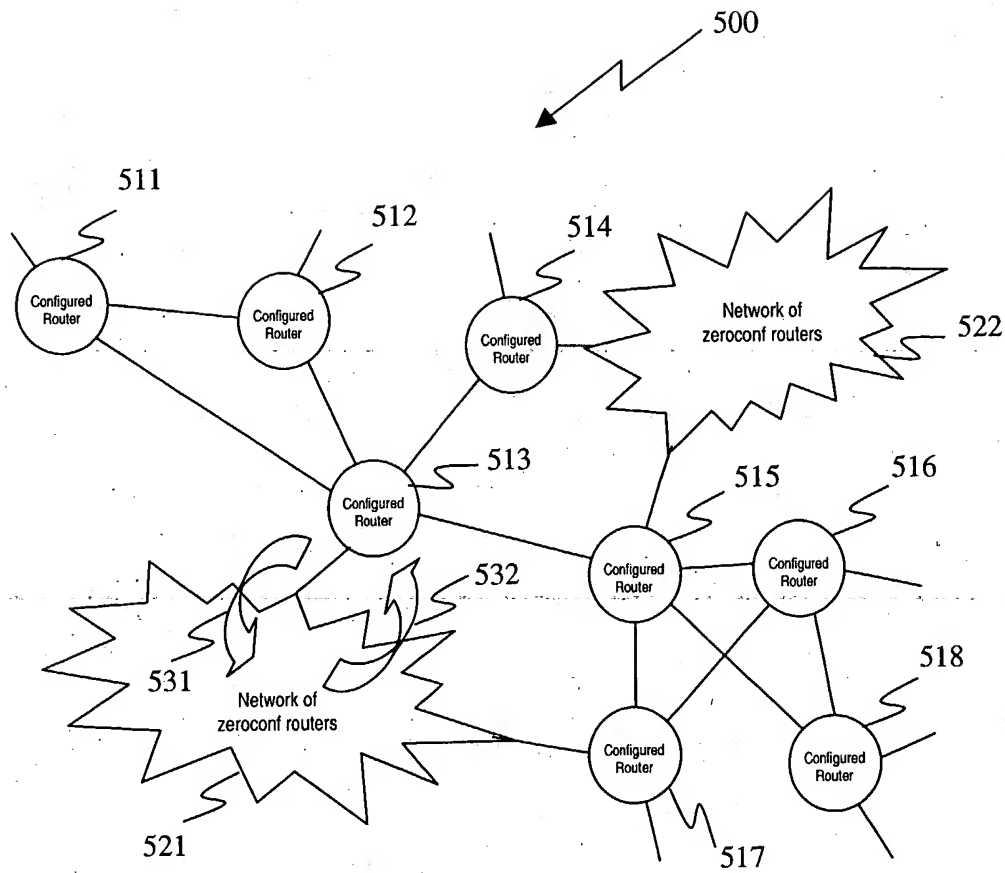 500
511
512
514
Configured
Router
Configured
Router
Configured
Router
Network of
zeroconf routers
522
513
515
516
Configured
Router
Configured
Router
Configured
Router
532
531
518
Network of
zeroconf routers
Configured
Router
Configured
Router
521
517